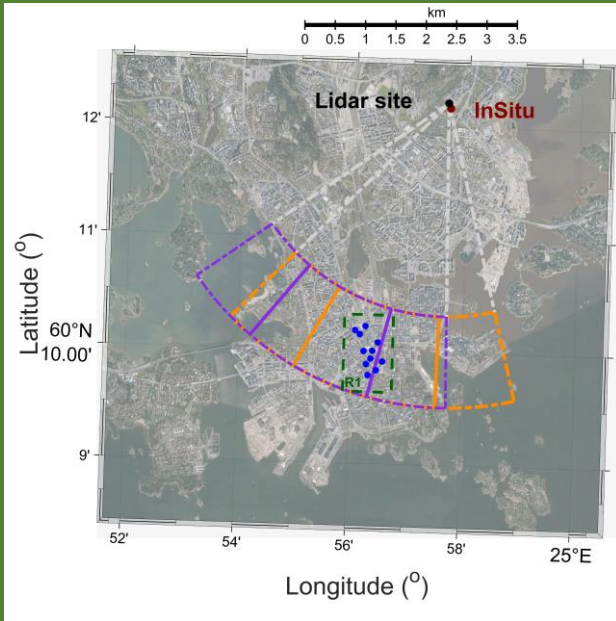 km
0 0.5 1 1.5 2 2.5 3 3.5
Lidar site
InSitu
12'
11'
60°N
10.00'
9'
R1
52' 54' 56' 58' 25°E
Latitude (°)
Longitude (°)